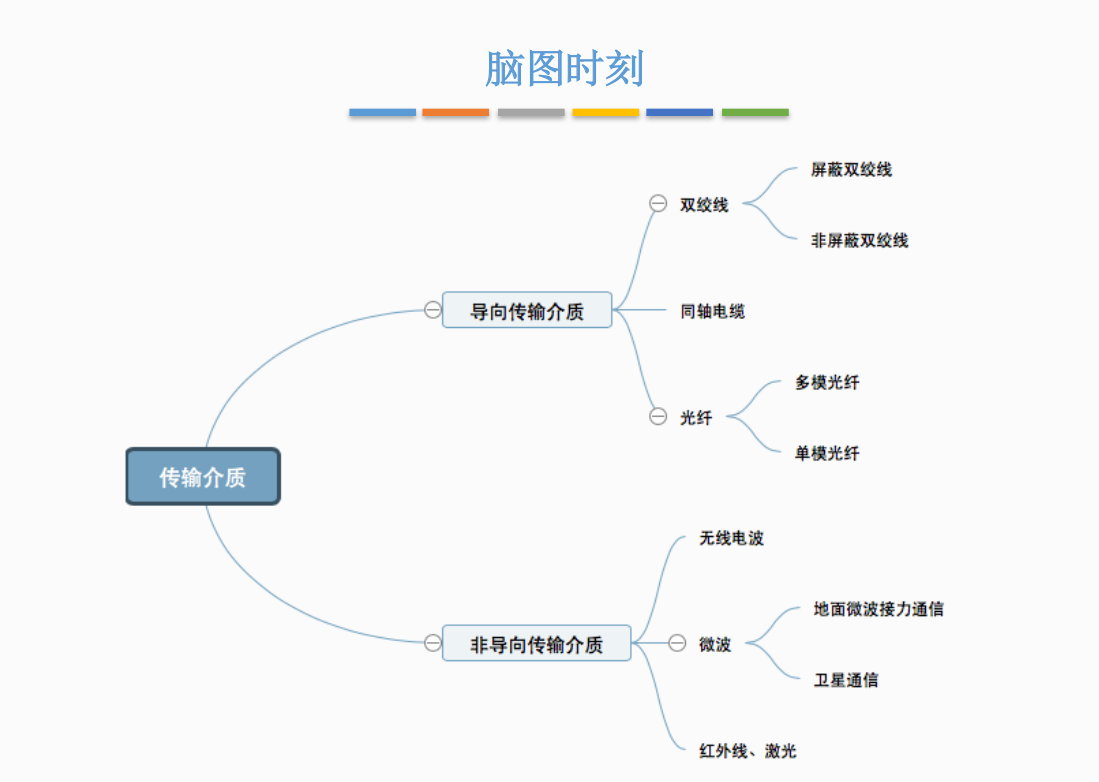 脑图时刻
传输介质
导向传输介质
双绞线
屏蔽双绞线
非屏蔽双绞线
同轴电缆
光纤
多模光纤
单模光纤
非导向传输介质
无线电波
微波
地面微波接力通信
卫星通信
红外线、激光